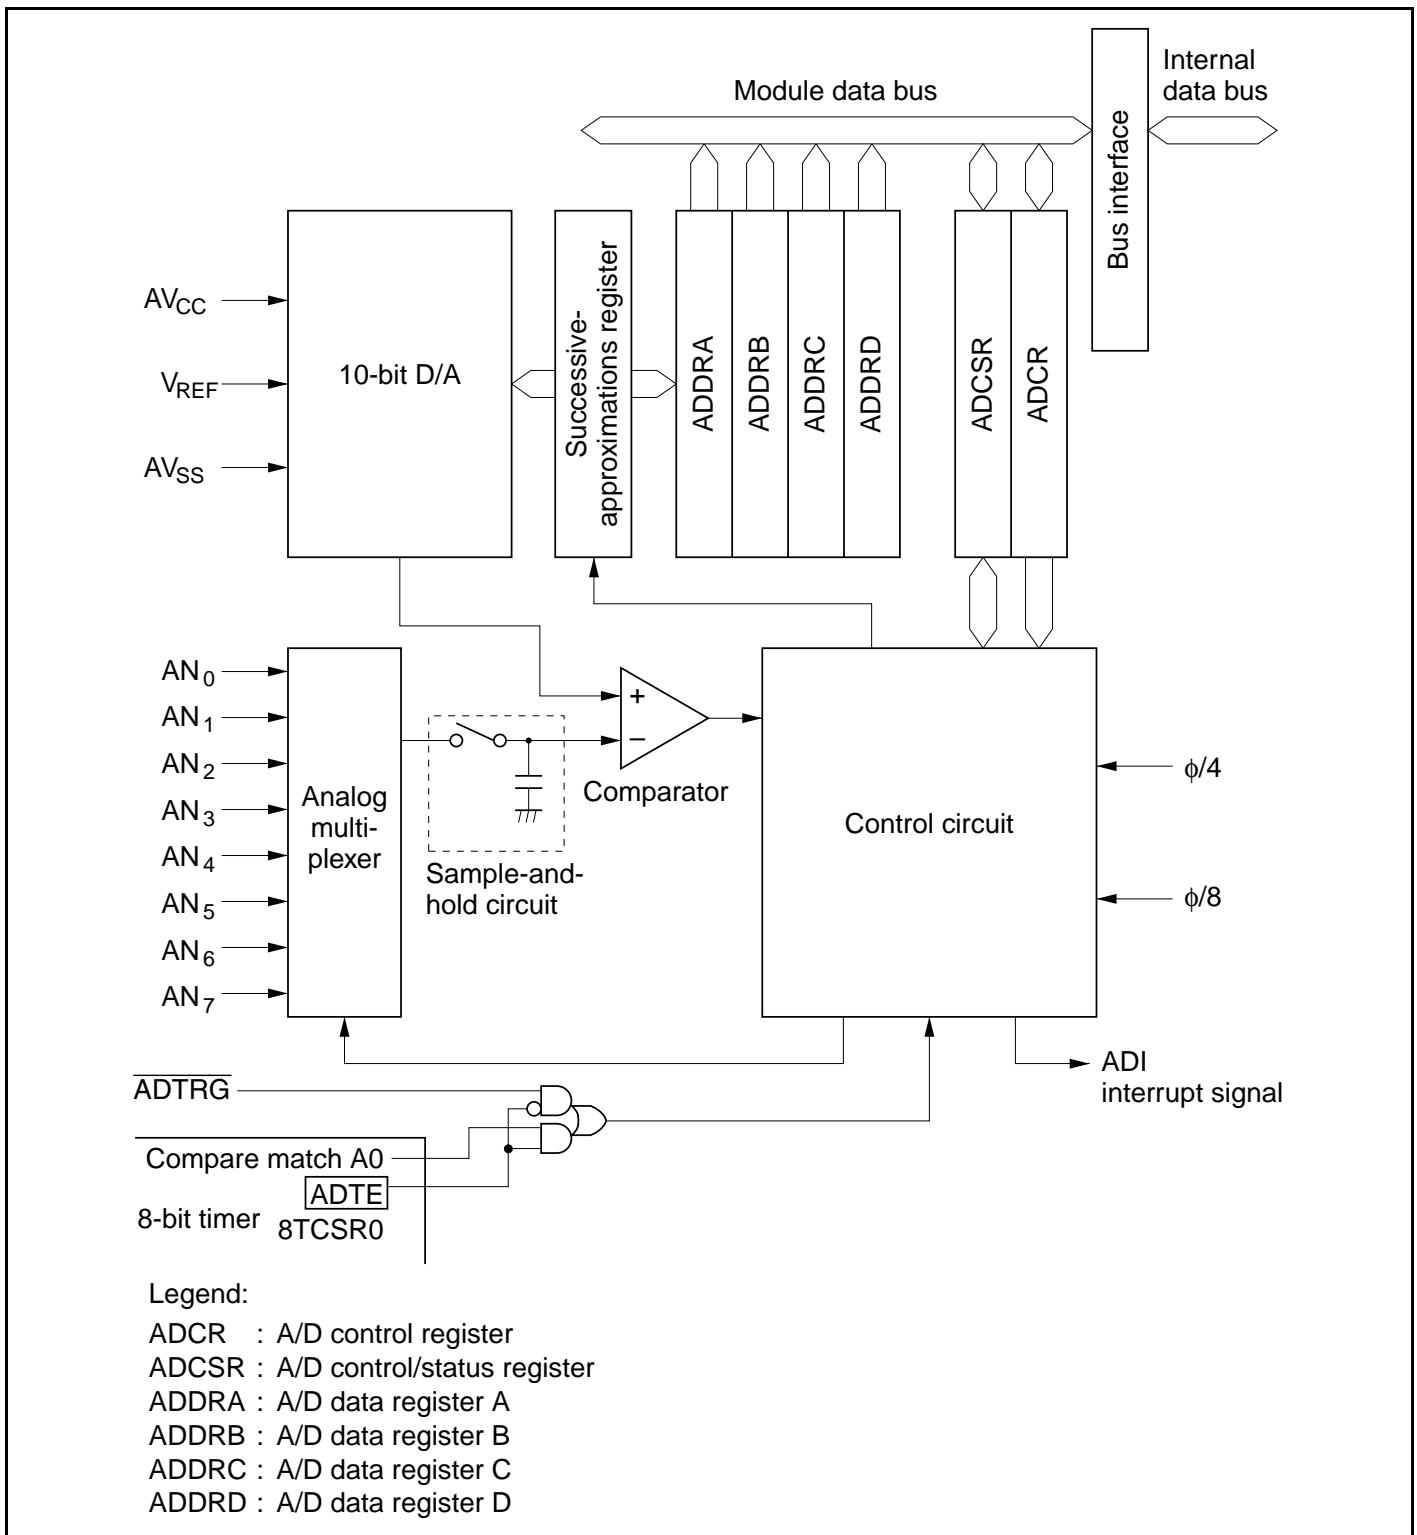 Internal
data bus
Module data bus
Bus interface
AVCC
VREF
AVSS
10-bit D/A
Successive-
approximations register
ADDRA
ADDRB
ADDRC
ADDRD
ADCSR
ADCR
AN0
AN1
AN2
AN3
AN4
AN5
AN6
AN7
Analog
multi-
plexer
+
−
Comparator
Sample-and-
hold circuit
Control circuit
ϕ/4
ϕ/8
ADI
interrupt signal
ADTRG
Compare match A0
ADTE
8-bit timer
8TCSR0
Legend:
ADCR : A/D control register
ADCSR : A/D control/status register
ADDRA : A/D data register A
ADDRB : A/D data register B
ADDRC : A/D data register C
ADDRD : A/D data register D